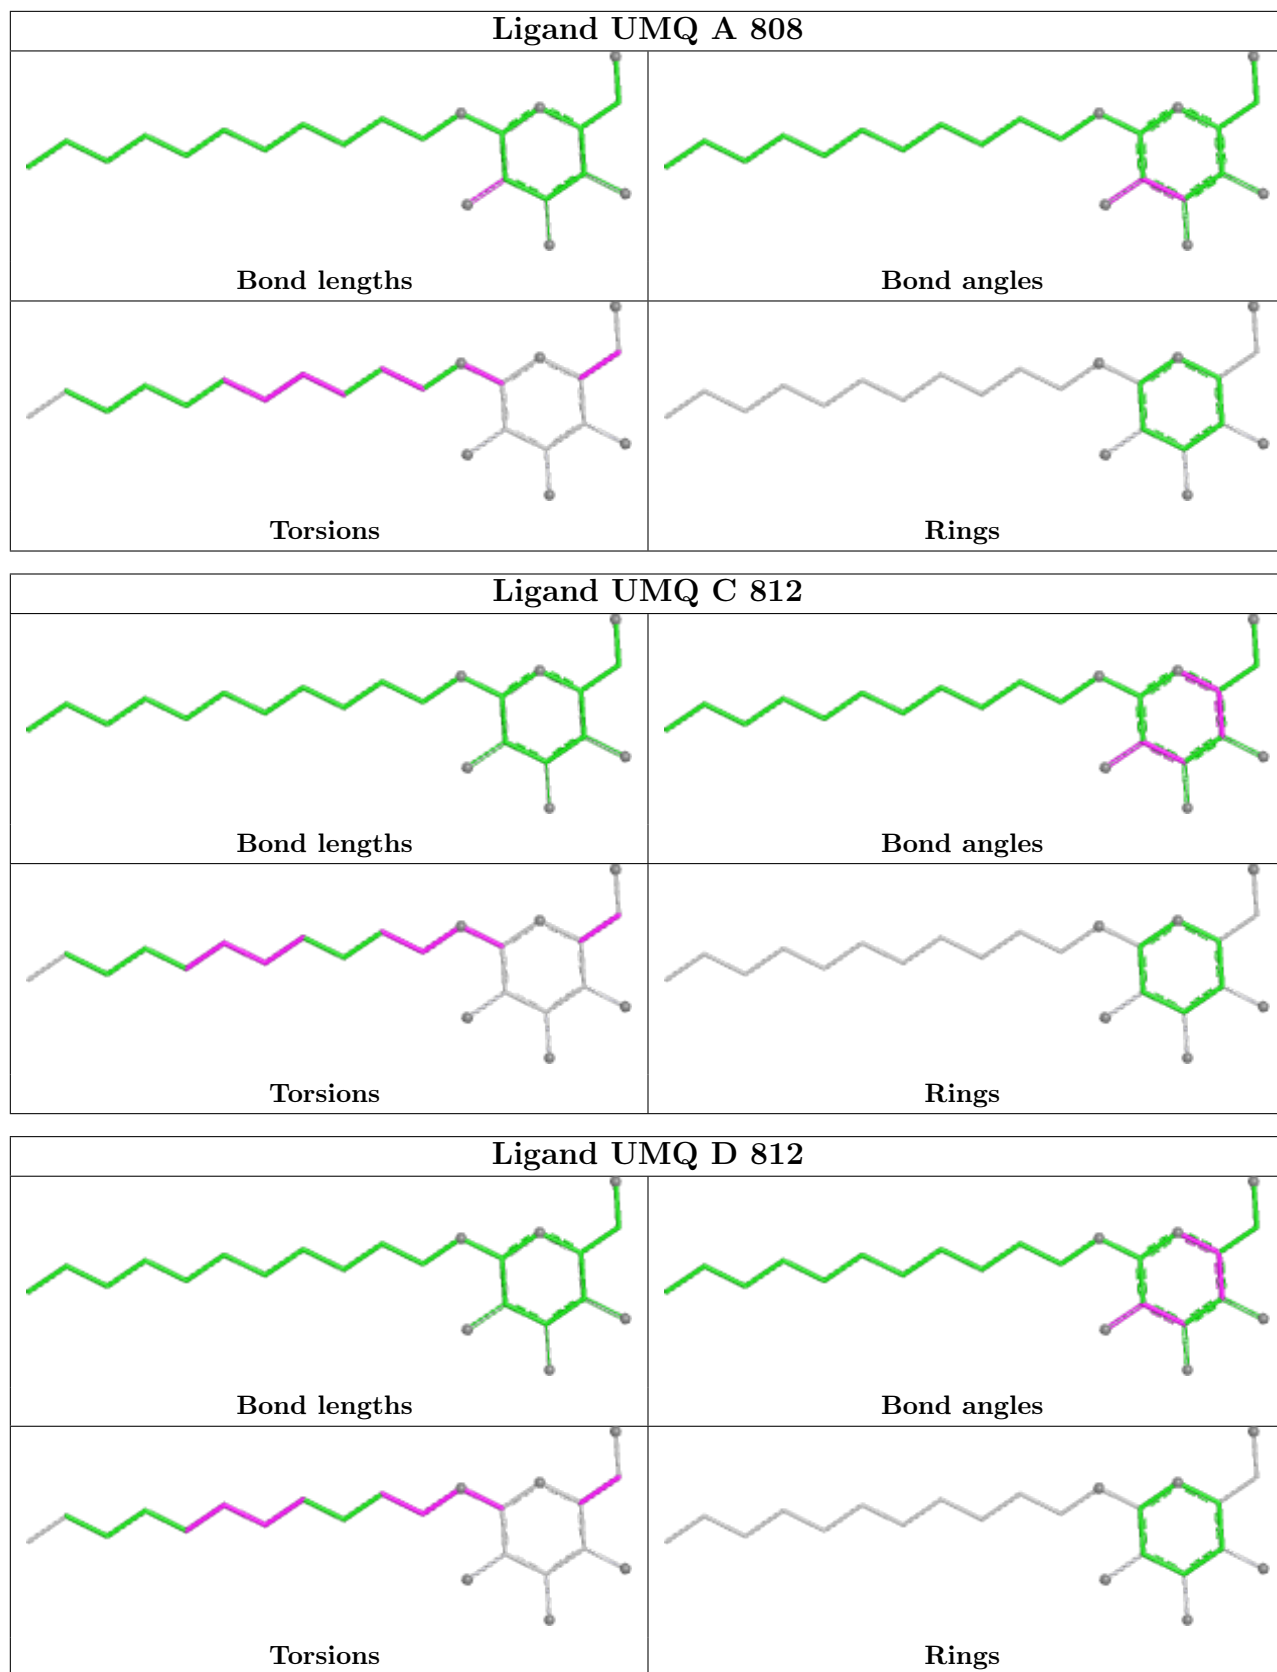 Ligand UMQ A 808
Bond lengths
Bond angles
Torsions
Rings
Ligand UMQ C 812
Bond lengths
Bond angles
Torsions
Rings
Ligand UMQ D 812
Bond lengths
Bond angles
Torsions
Rings